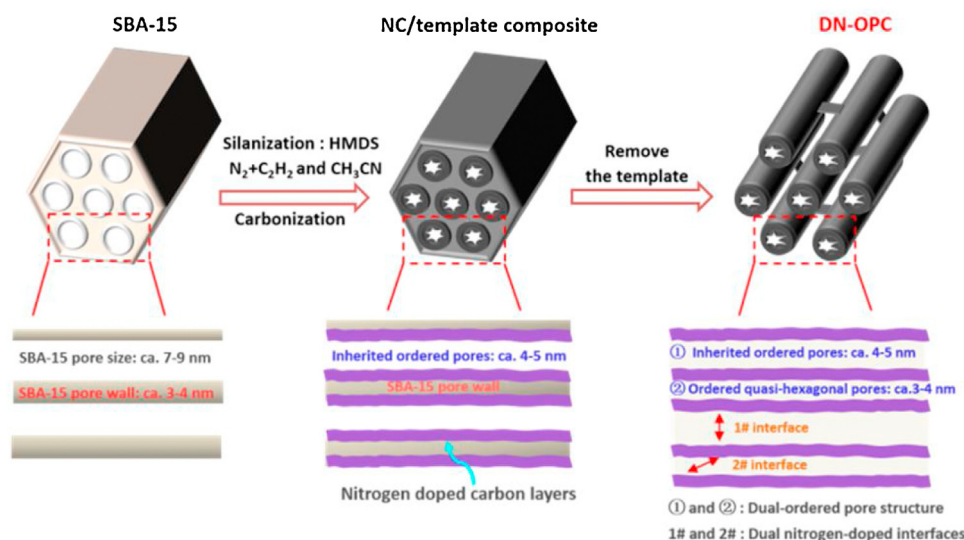 SBA-15
NC/template composite
DN-OPC
Silanization : HMDS
N₂+C₂H₂ and CH₃CN
Carbonization
Remove
the template
SBA-15 pore size: ca. 7-9 nm
SBA-15 pore wall: ca. 3-4 nm
Inherited ordered pores: ca. 4-5 nm
SBA-15 pore wall
Nitrogen doped carbon layers
① Inherited ordered pores: ca. 4-5 nm
② Ordered quasi-hexagonal pores: ca.3-4 nm
1# interface
2# interface
① and ② : Dual-ordered pore structure
1# and 2# : Dual nitrogen-doped interfaces